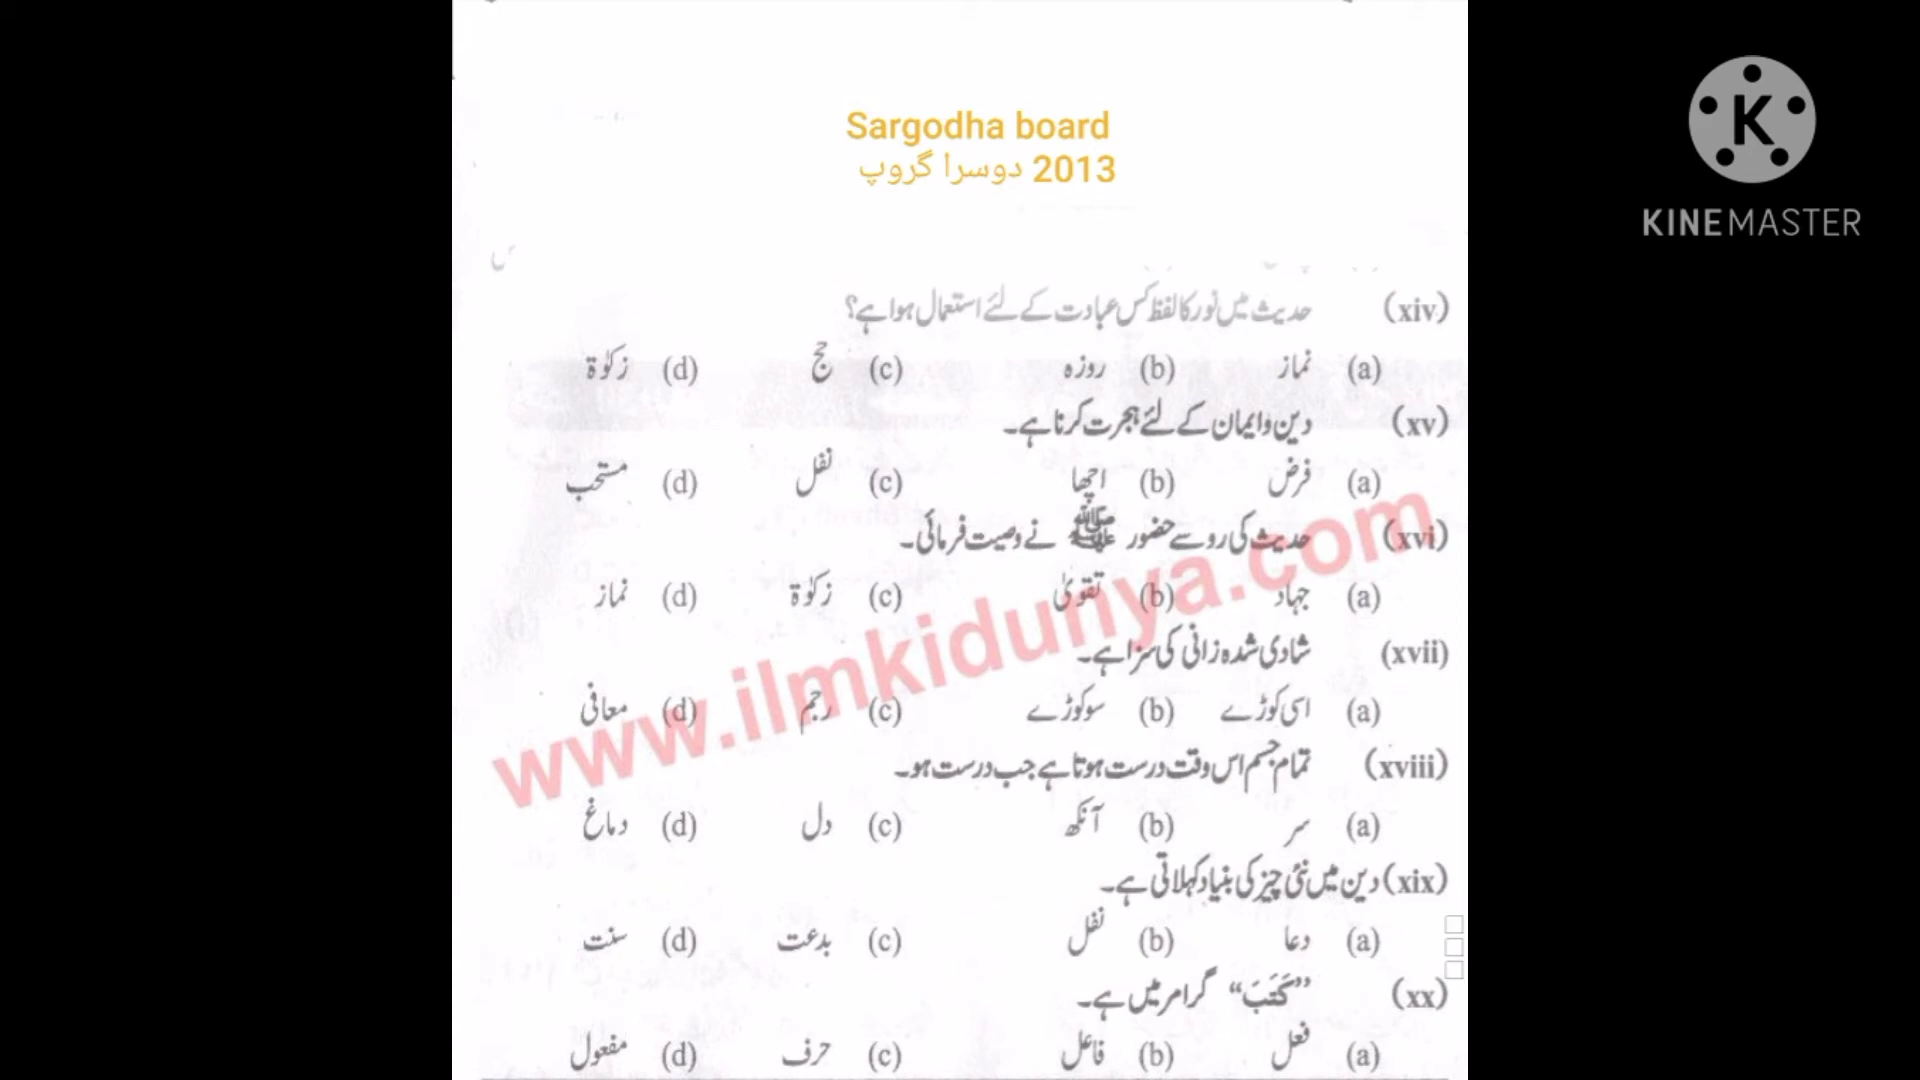 Sargodha board
2013 دوسرا گروپ
K
KINEMASTER
(xiv) حدیث میں نور کا لفظ کس عبادت کے لئے استعمال ہوا ہے؟
(a) نماز (b) روزہ (c) حج (d) زکوٰۃ
(xv) دین و ایمان کے لئے ہجرت کرنا ہے۔
(a) فرض (b) اچھا (c) نفل (d) مستحب
(xvi) حدیث کی رو سے حضور ﷺ نے وصیت فرمائی۔
(a) جہاد (b) تقویٰ (c) زکوٰۃ (d) نماز
(xvii) شادی شدہ زانی کی سزا ہے۔
(a) اسی کوڑے (b) سو کوڑے (c) رجم (d) معافی
(xviii) تمام جسم اس وقت درست ہوتا ہے جب درست ہو۔
(a) سر (b) آنکھ (c) دل (d) دماغ
(xix) دین میں نئی چیز کی بنیاد کہلاتی ہے۔
(a) دعا (b) نفل (c) بدعت (d) سنت
(xx) ”کَتَبَ“ گرامر میں ہے۔
(a) فعل (b) فاعل (c) حرف (d) مفعول
www.ilmkidunya.com